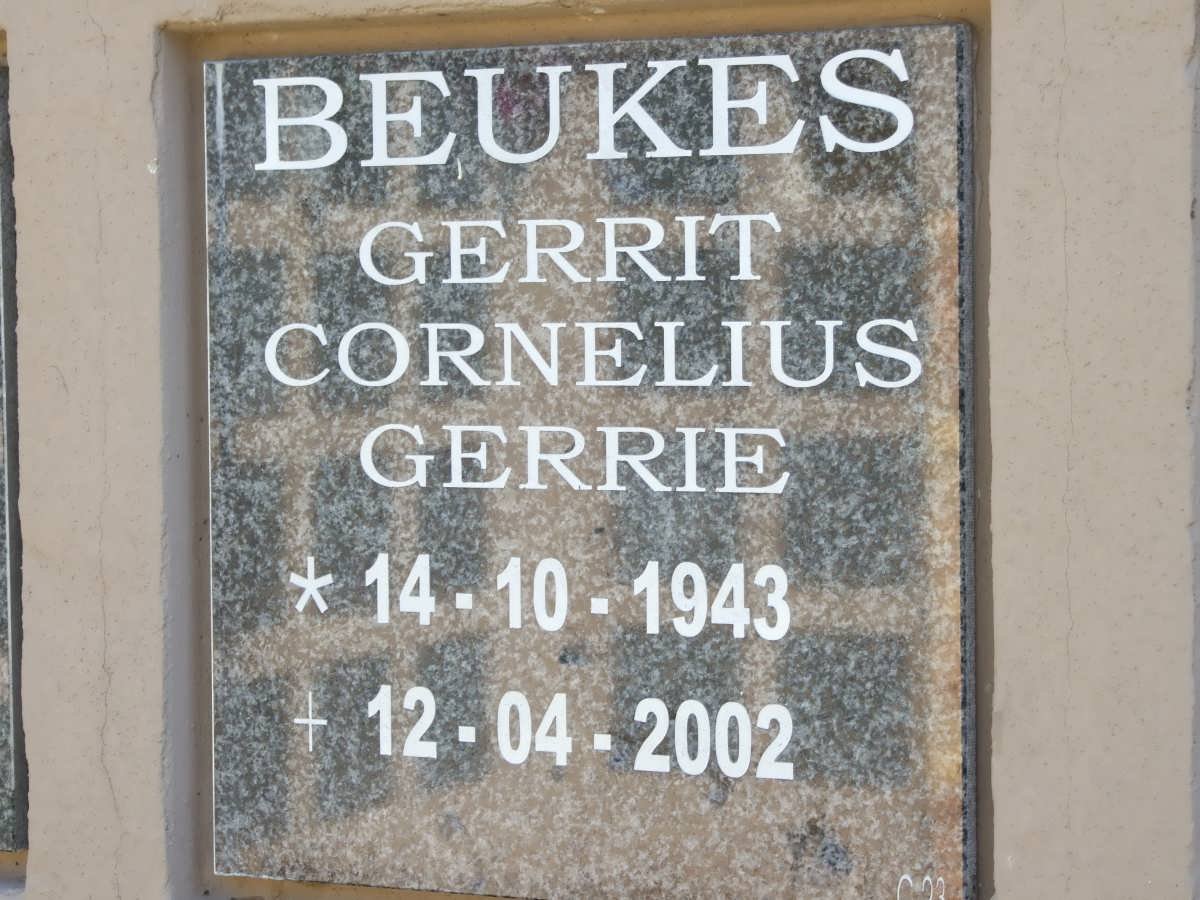 BEUKES
GERRIT
CORNELIUS
GERRIE
* 14 - 10 - 1943
† 12 - 04 - 2002